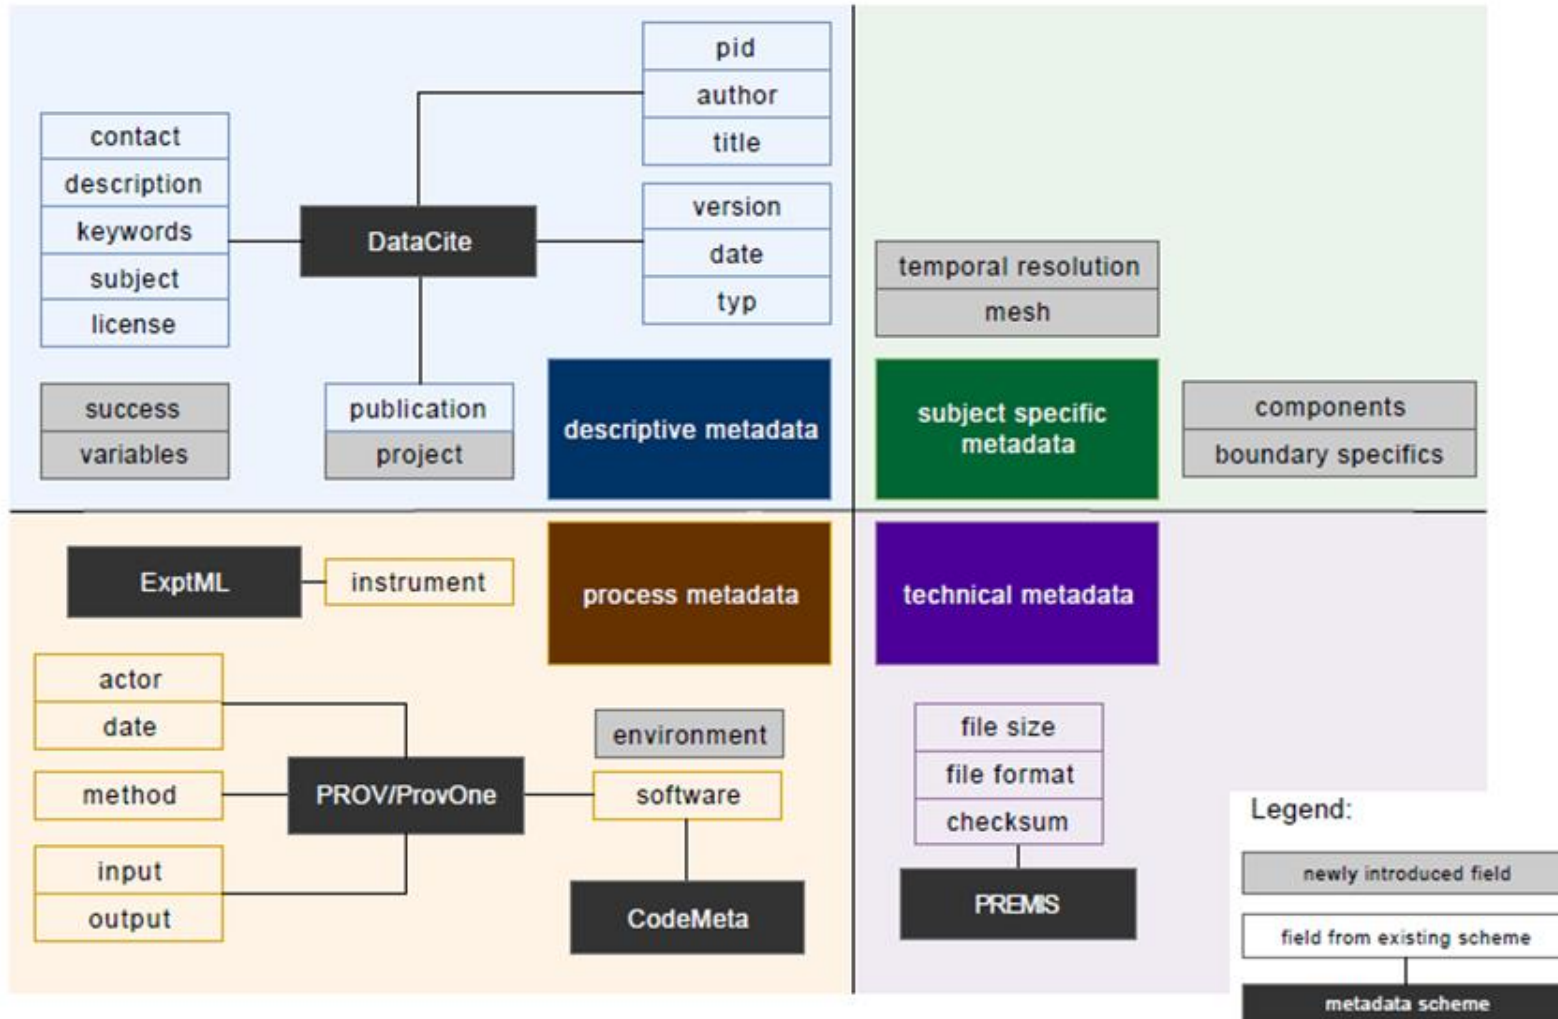 pid
author
title
contact
description
keywords
subject
license
DataCite
version
date
typ
success
variables
publication
project
descriptive metadata
temporal resolution
mesh
subject specific
metadata
components
boundary specifics
ExptML
instrument
process metadata
technical metadata
actor
date
method
input
output
PROV/ProvOne
environment
software
CodeMeta
file size
file format
checksum
PREMIS
Legend:
newly introduced field
field from existing scheme
metadata scheme